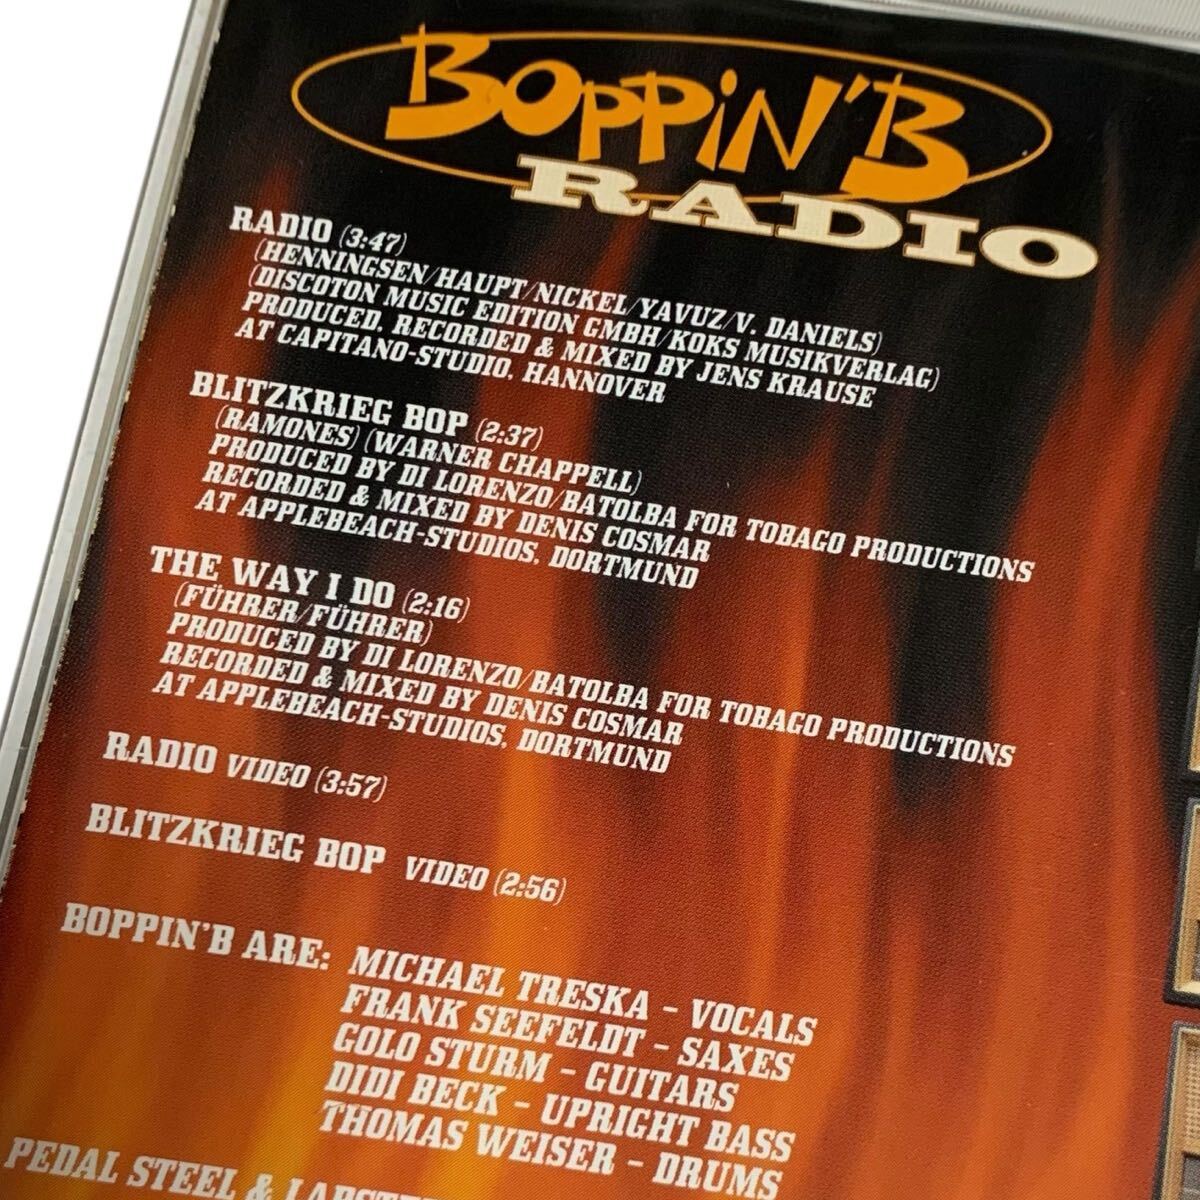 BOPPiN'B
RADIO
RADIO (3:47)
(HENNINGSEN/HAUPT/NICKEL/YAVUZ/V. DANIELS)
(DISCOTON MUSIC EDITION GMBH/KOKS MUSIKVERLAG)
PRODUCED, RECORDED & MIXED BY JENS KRAUSE
AT CAPITANO-STUDIO, HANNOVER
BLITZKRIEG BOP (2:37)
(RAMONES) (WARNER CHAPPELL)
PRODUCED BY DI LORENZO/BATOLBA FOR TOBAGO PRODUCTIONS
RECORDED & MIXED BY DENIS COSMAR
AT APPLEBEACH-STUDIOS, DORTMUND
THE WAY I DO (2:16)
(FÜHRER/FÜHRER)
PRODUCED BY DI LORENZO/BATOLBA FOR TOBAGO PRODUCTIONS
RECORDED & MIXED BY DENIS COSMAR
AT APPLEBEACH-STUDIOS, DORTMUND
RADIO VIDEO (3:57)
BLITZKRIEG BOP VIDEO (2:56)
BOPPIN'B ARE: MICHAEL TRESKA – VOCALS
FRANK SEEFELDT – SAXES
GOLO STURM – GUITARS
DIDI BECK – UPRIGHT BASS
THOMAS WEISER – DRUMS
PEDAL STEEL &